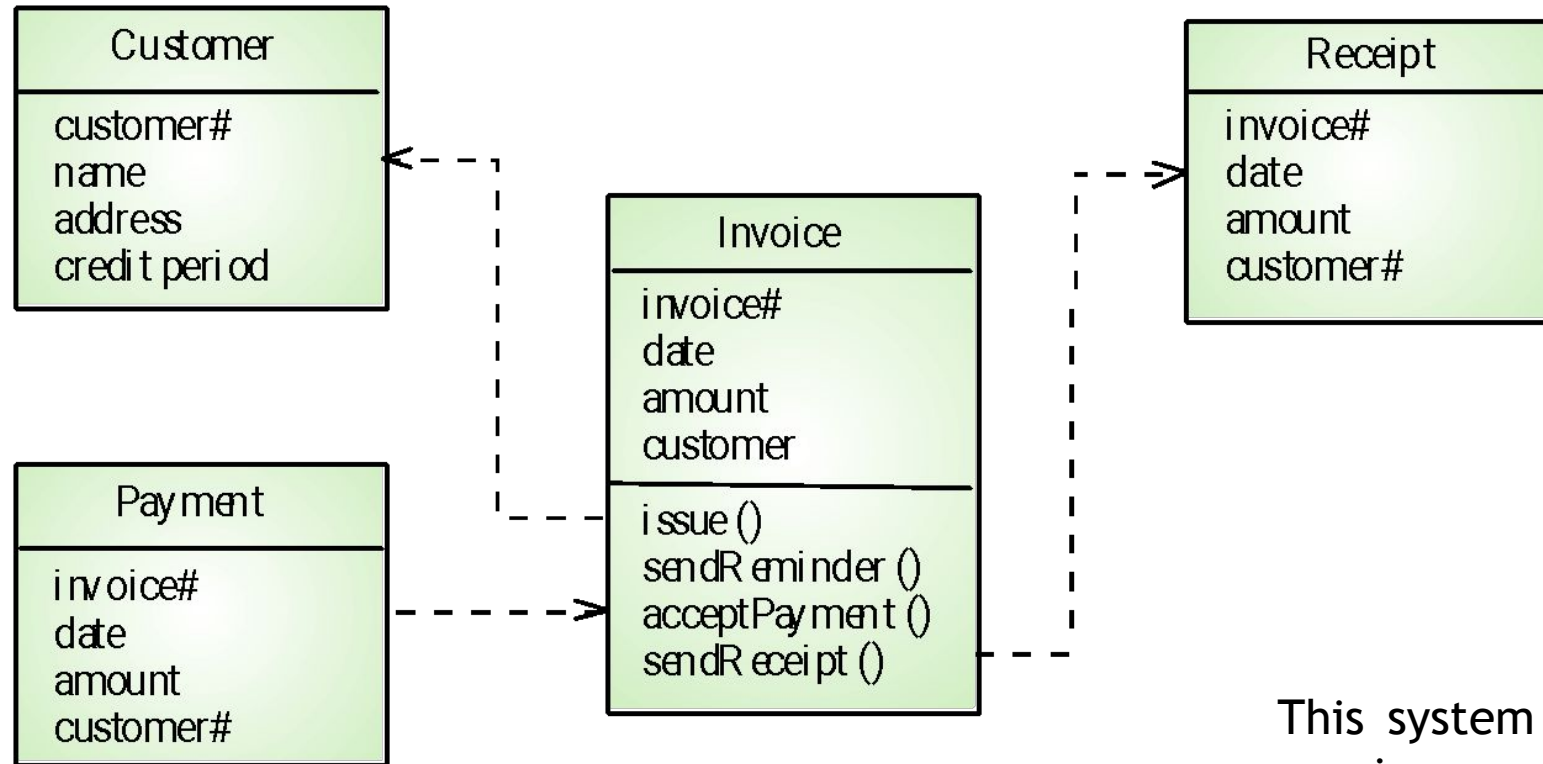 Customer
customer#
name
address
credit period
Payment
invoice#
date
amount
customer#
Invoice
invoice#
date
amount
customer
issue ()
sendReminder ()
acceptPayment ()
sendReceipt ()
Receipt
invoice#
date
amount
customer#
This system